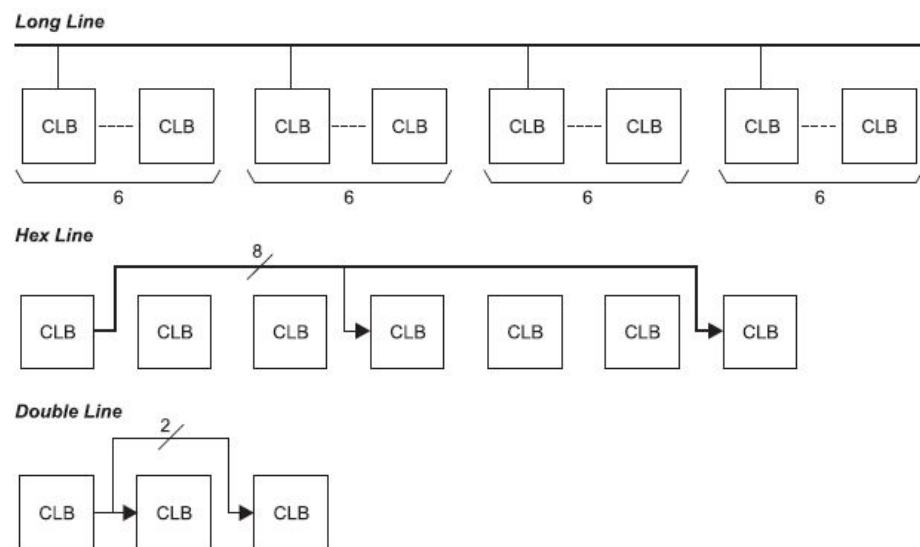 Long Line
CLB CLB CLB CLB CLB CLB CLB CLB
6 6 6 6
Hex Line
8
CLB CLB CLB CLB CLB CLB CLB
Double Line
2
CLB CLB CLB